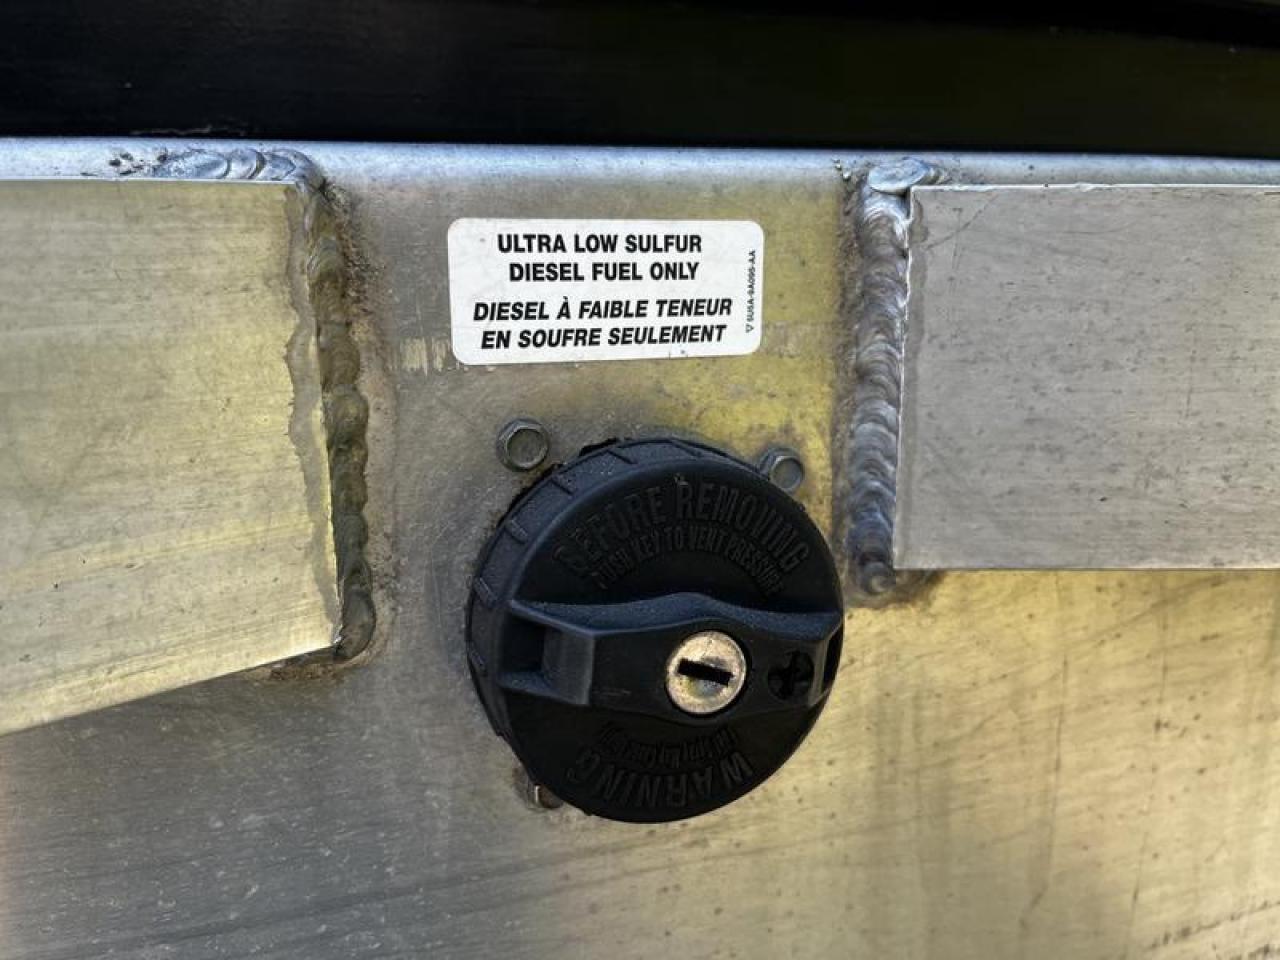 ULTRA LOW SULFUR
DIESEL FUEL ONLY
DIESEL À FAIBLE TENEUR
EN SOUFRE SEULEMENT
BEFORE REMOVING
PUSH KEY TO VENT PRESSURE
WARNING